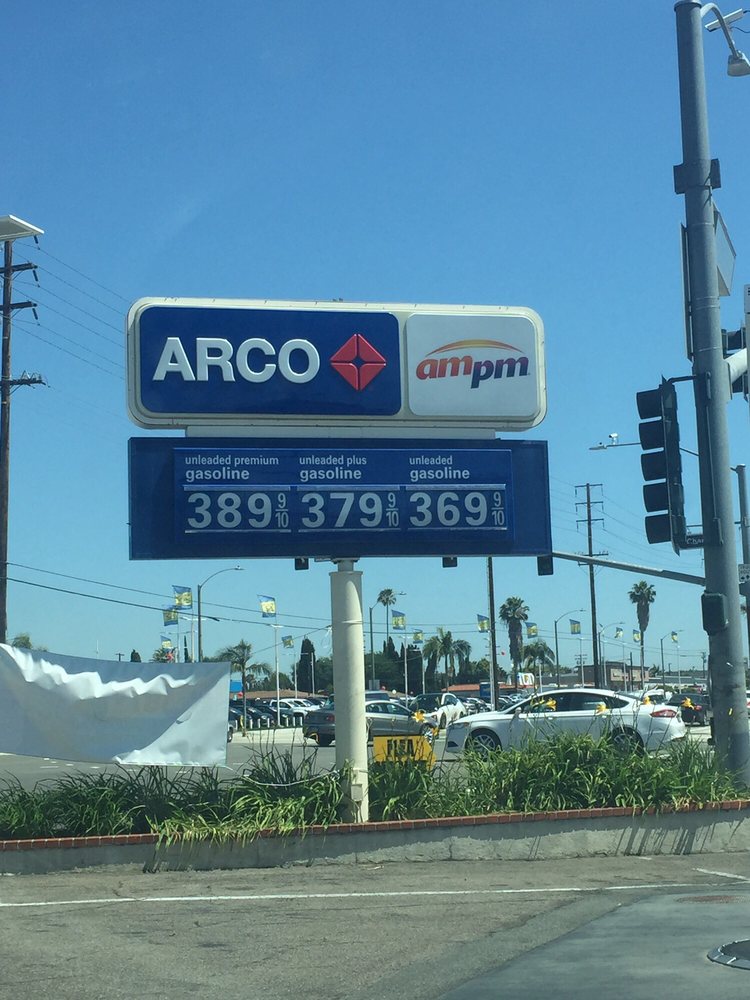 ARCO
ampm
unleaded premium
gasoline
389 9/10
unleaded plus
gasoline
379 9/10
unleaded
gasoline
369 9/10